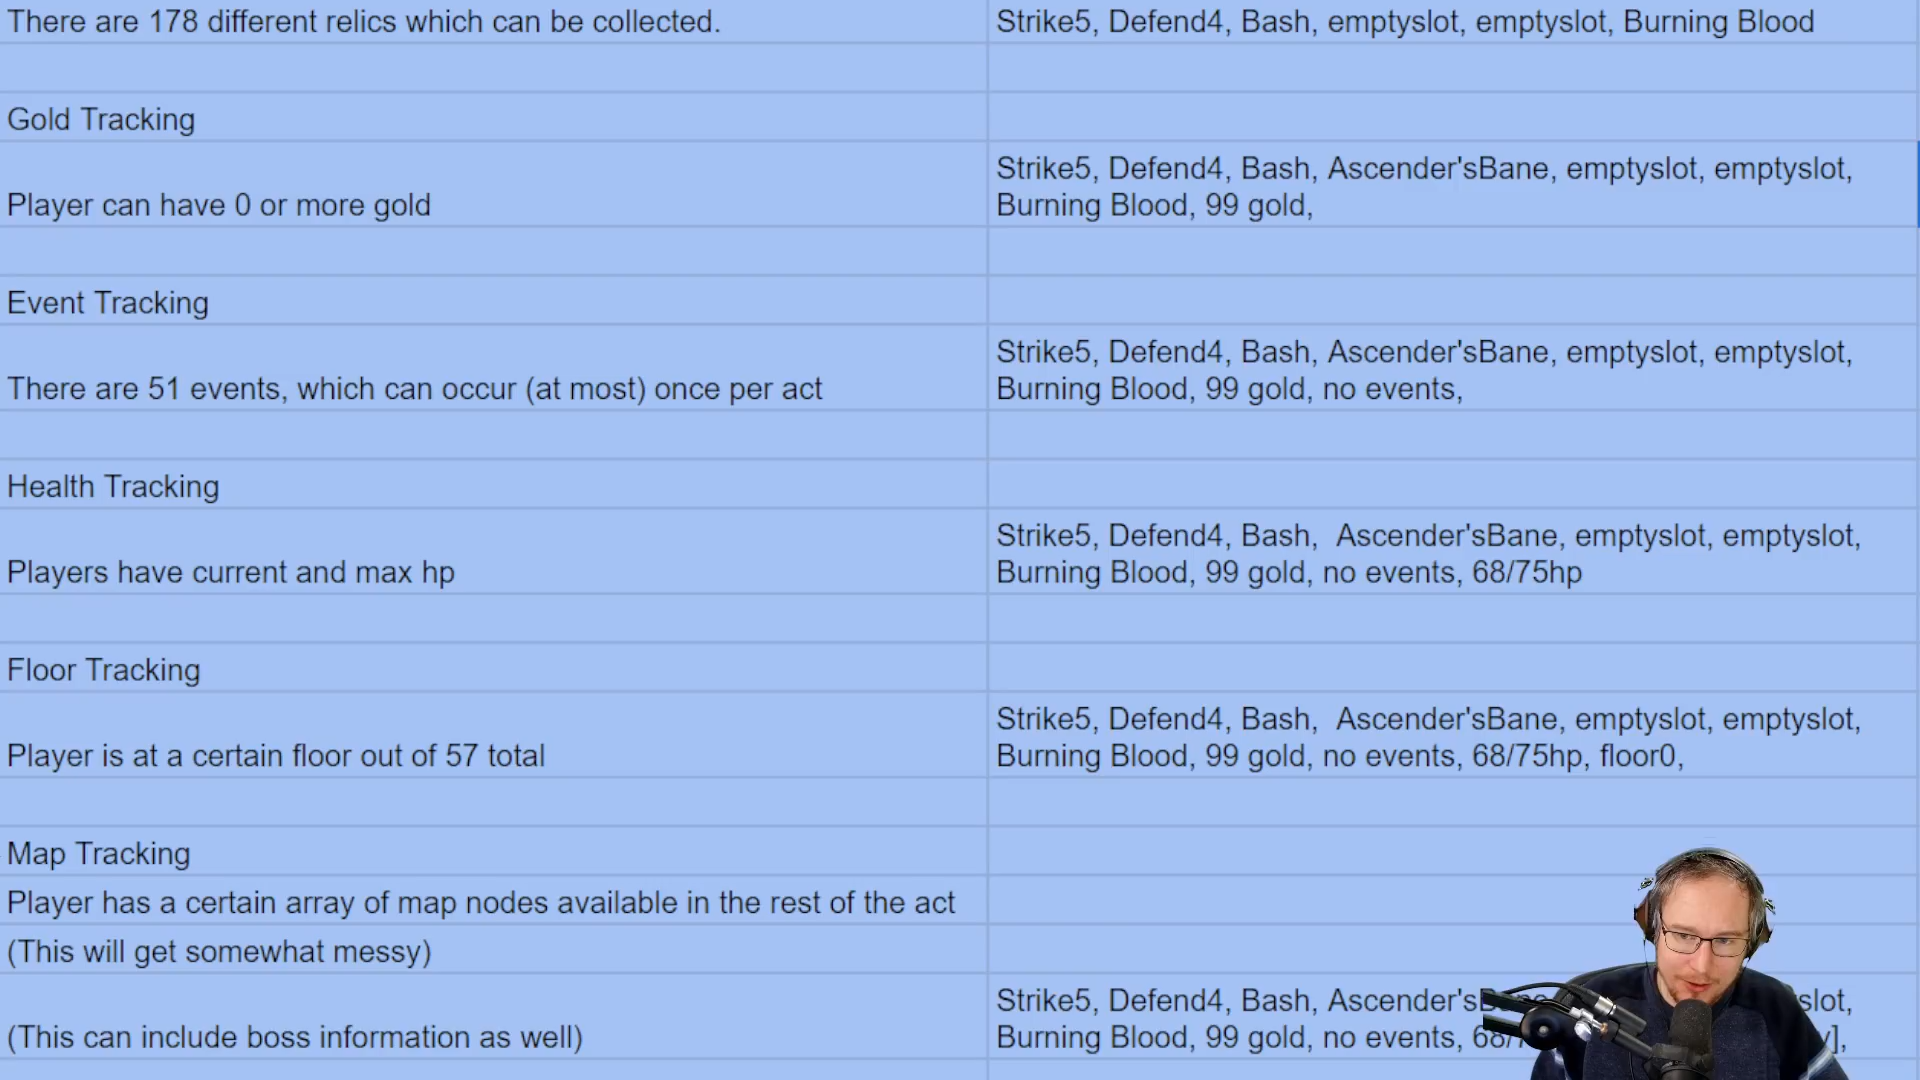 There are 178 different relics which can be collected.
Strike5, Defend4, Bash, emptyslot, emptyslot, Burning Blood
Gold Tracking
Player can have 0 or more gold
Strike5, Defend4, Bash, Ascender'sBane, emptyslot, emptyslot,
Burning Blood, 99 gold,
Event Tracking
There are 51 events, which can occur (at most) once per act
Strike5, Defend4, Bash, Ascender'sBane, emptyslot, emptyslot,
Burning Blood, 99 gold, no events,
Health Tracking
Players have current and max hp
Strike5, Defend4, Bash,  Ascender'sBane, emptyslot, emptyslot,
Burning Blood, 99 gold, no events, 68/75hp
Floor Tracking
Player is at a certain floor out of 57 total
Strike5, Defend4, Bash,  Ascender'sBane, emptyslot, emptyslot,
Burning Blood, 99 gold, no events, 68/75hp, floor0,
Map Tracking
Player has a certain array of map nodes available in the rest of the act
(This will get somewhat messy)
(This can include boss information as well)
Strike5, Defend4, Bash,
Burning Blood, 99 gold, no events,